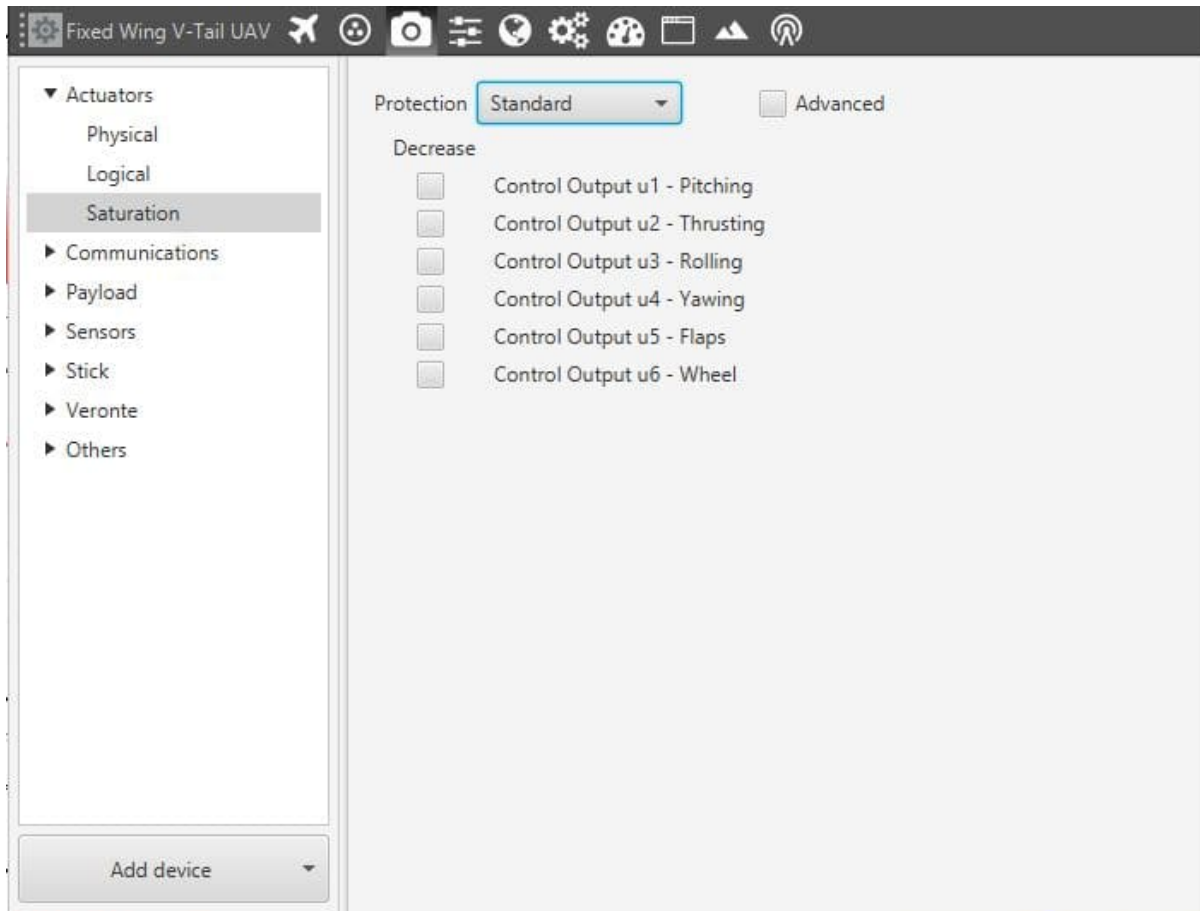 Fixed Wing V-Tail UAV
Actuators
Physical
Logical
Saturation
Communications
Payload
Sensors
Stick
Veronte
Others
Add device
Protection Standard Advanced
Decrease
Control Output u1 - Pitching
Control Output u2 - Thrusting
Control Output u3 - Rolling
Control Output u4 - Yawing
Control Output u5 - Flaps
Control Output u6 - Wheel